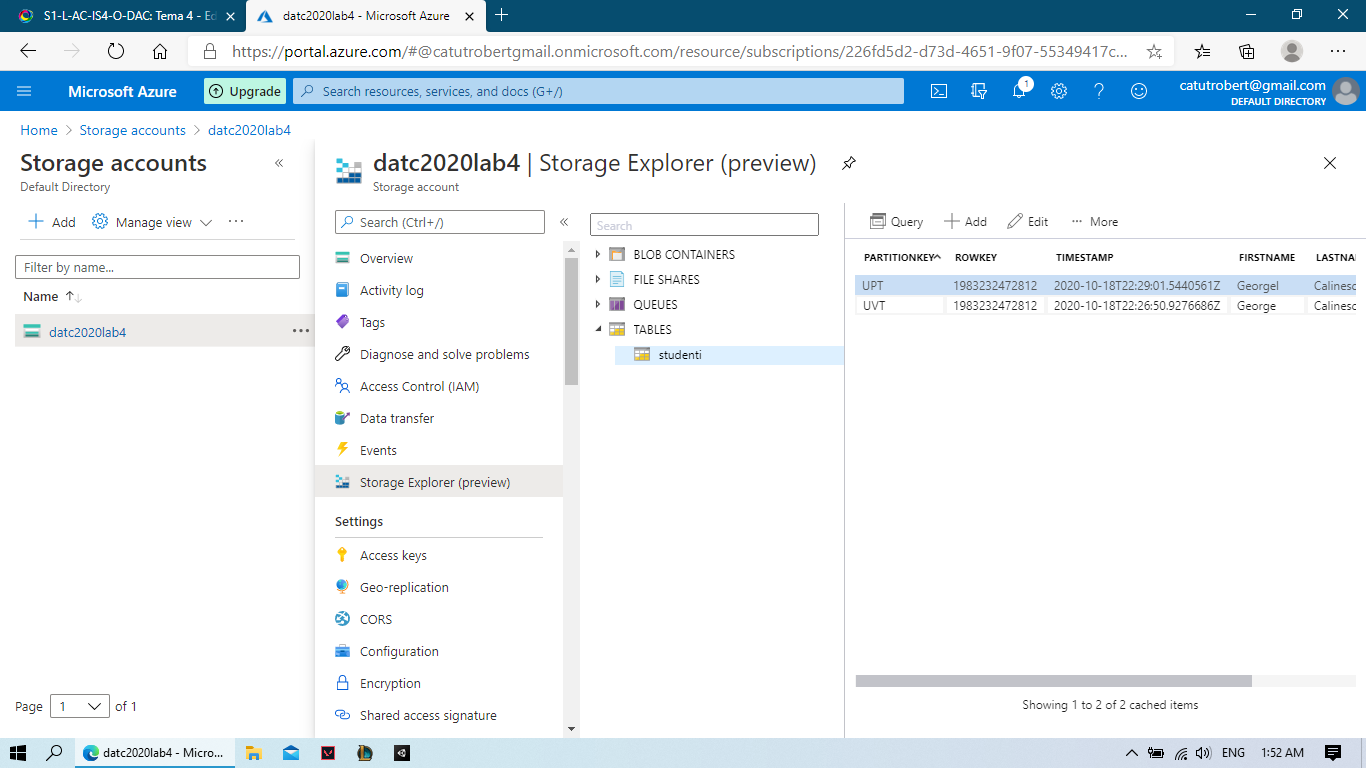 S1-L-AC-IS4-O-DAC: Tema 4 - Ed
datc2020lab4 - Microsoft Azure
https://portal.azure.com/#@catutrobertgmail.onmicrosoft.com/resource/subscriptions/226fd5d2-d73d-4651-9f07-55349417c...
Microsoft Azure
Upgrade
Search resources, services, and docs (G+/)
1
catutrobert@gmail.com
DEFAULT DIRECTORY
Home > Storage accounts > datc2020lab4
Storage accounts
Default Directory
Add
Manage view
Filter by name...
Name
datc2020lab4
Page 1 of 1
datc2020lab4 | Storage Explorer (preview)
Storage account
Search (Ctrl+/)
Overview
Activity log
Tags
Diagnose and solve problems
Access Control (IAM)
Data transfer
Events
Storage Explorer (preview)
Settings
Access keys
Geo-replication
CORS
Configuration
Encryption
Shared access signature
Search
BLOB CONTAINERS
FILE SHARES
QUEUES
TABLES
studenti
Query Add Edit More
PARTITIONKEY ROWKEY TIMESTAMP FIRSTNAME LASTNA
UPT 1983232472812 2020-10-18T22:29:01.5440561Z Georgel Calinesc
UVT 1983232472812 2020-10-18T22:26:50.9276686Z George Calinesc
Showing 1 to 2 of 2 cached items
datc2020lab4 - Micro...
ENG
1:52 AM